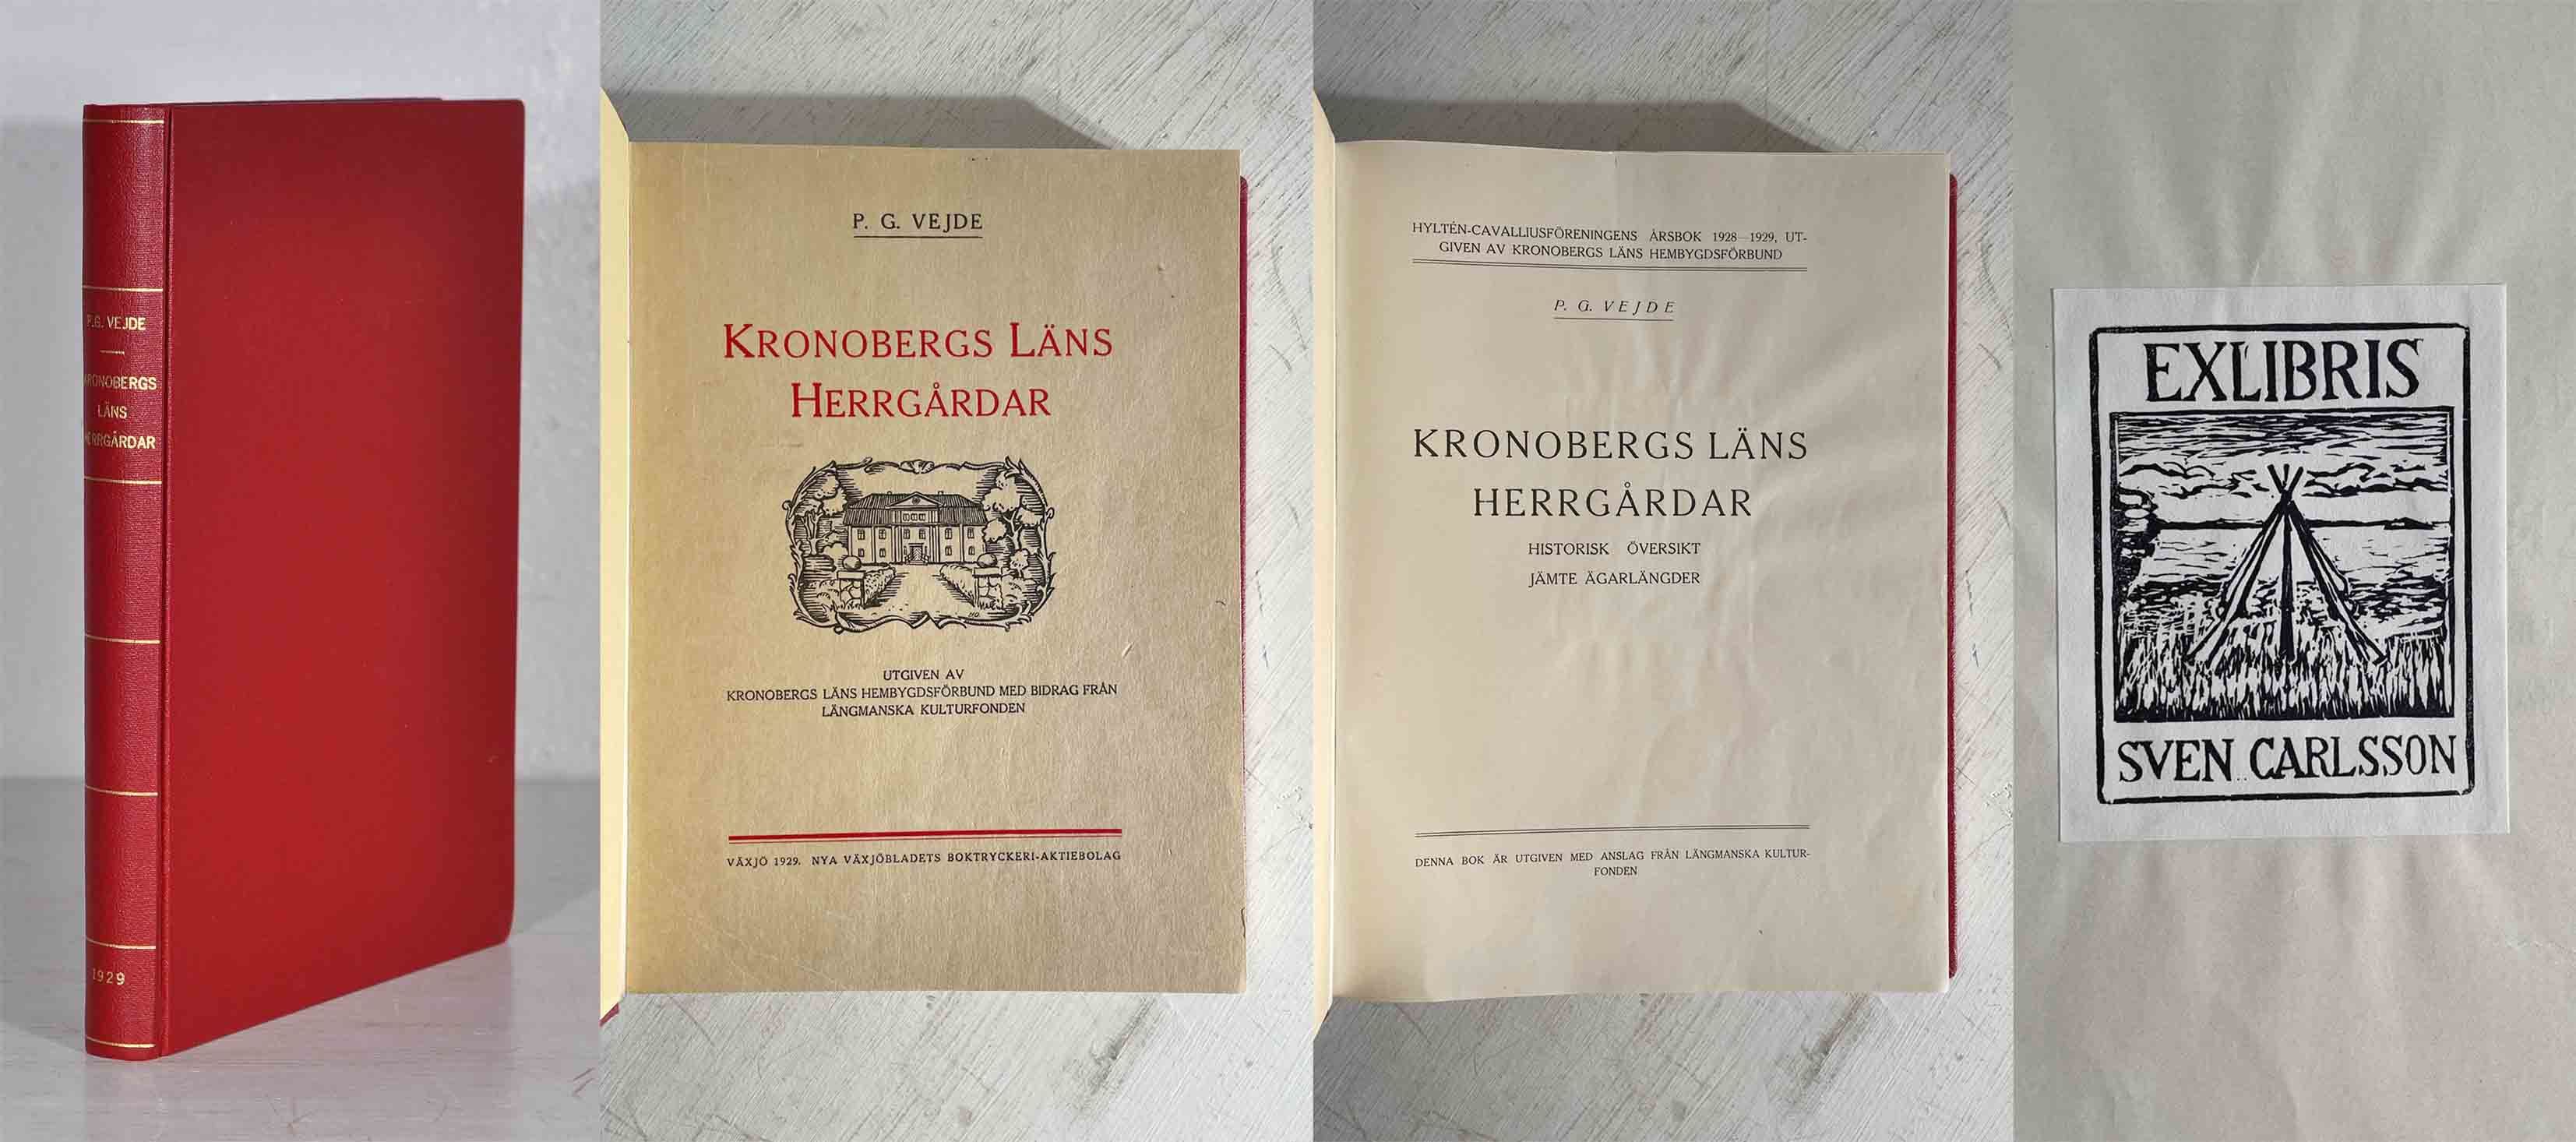 P.G. VEJDE
KRONOBERGS
LÄNS
HERRGÅRDAR
1929
P. G. VEJDE
KRONOBERGS LÄNS
HERRGÅRDAR
UTGIVEN AV
KRONOBERGS LÄNS HEMBYGDSFÖRBUND MED BIDRAG FRÅN
LÄNGMANSKA KULTURFONDEN
VÄXJÖ 1929. NYA VÄXJÖBLADETS BOKTRYCKERI-AKTIEBOLAG
HYLTÉN-CAVALLIUSFÖRENINGENS ÅRSBOK 1928—1929, UT-
GIVEN AV KRONOBERGS LÄNS HEMBYGDSFÖRBUND
P. G. VEJDE
KRONOBERGS LÄNS
HERRGÅRDAR
HISTORISK ÖVERSIKT
JÄMTE ÄGARLÄNGDER
DENNA BOK ÄR UTGIVEN MED ANSLAG FRÅN LÄNGMANSKA KULTUR-
FONDEN
EXLIBRIS
SVEN CARLSSON